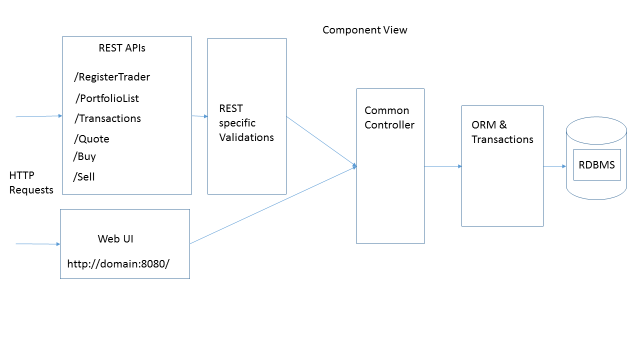 Component View
REST APIs
/RegisterTrader
/PortfolioList
/Transactions
/Quote
/Buy
/Sell
REST
specific
Validations
Common
Controller
ORM &
Transactions
RDBMS
HTTP
Requests
Web UI
http://domain:8080/